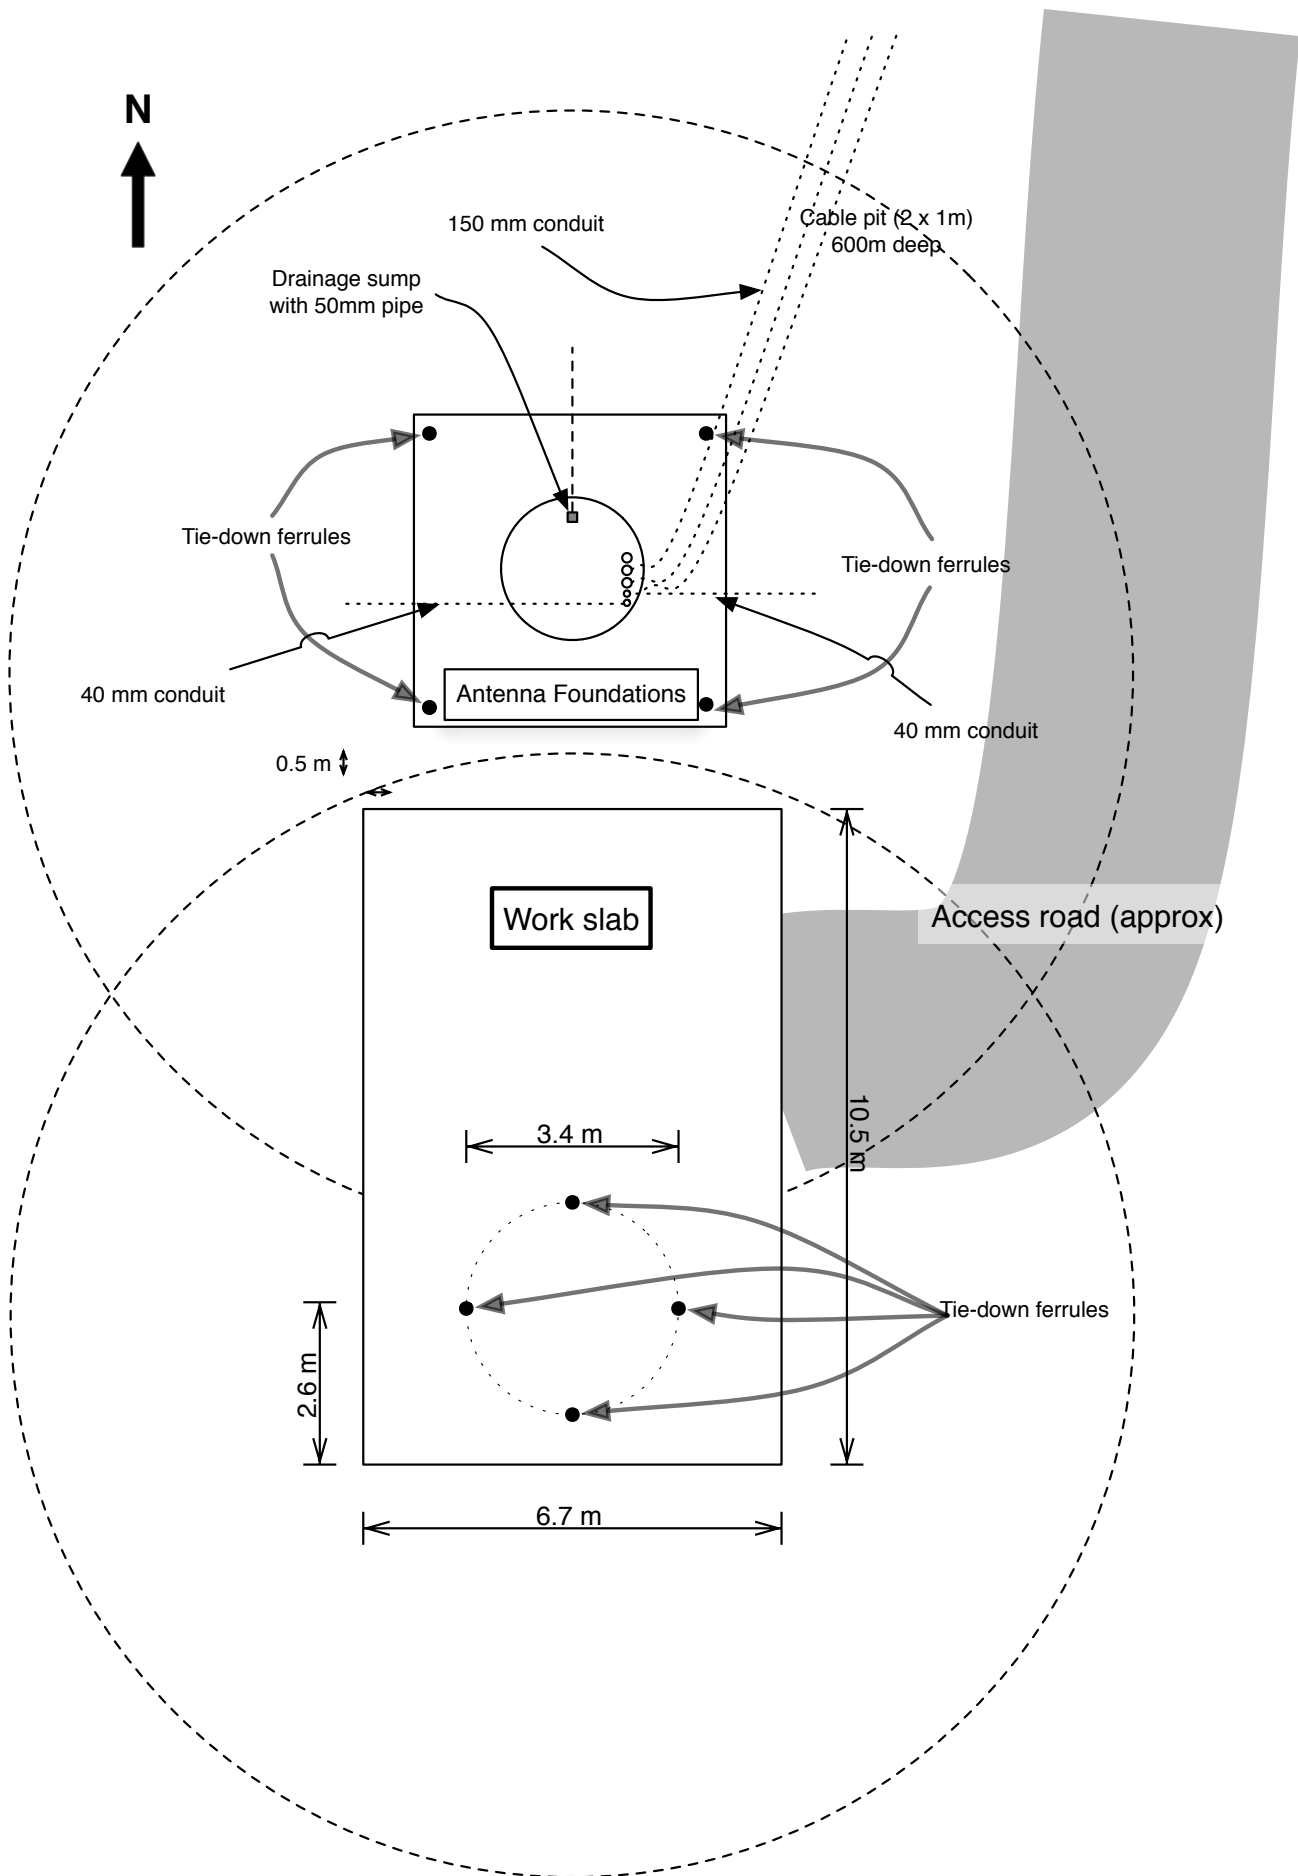 N
150 mm conduit
Cable pit (2 x 1m)
600m deep
Drainage sump
with 50mm pipe
Tie-down ferrules
Tie-down ferrules
40 mm conduit
Antenna Foundations
40 mm conduit
0.5 m
Work slab
Access road (approx)
10.5 m
3.4 m
Tie-down ferrules
2.6 m
6.7 m